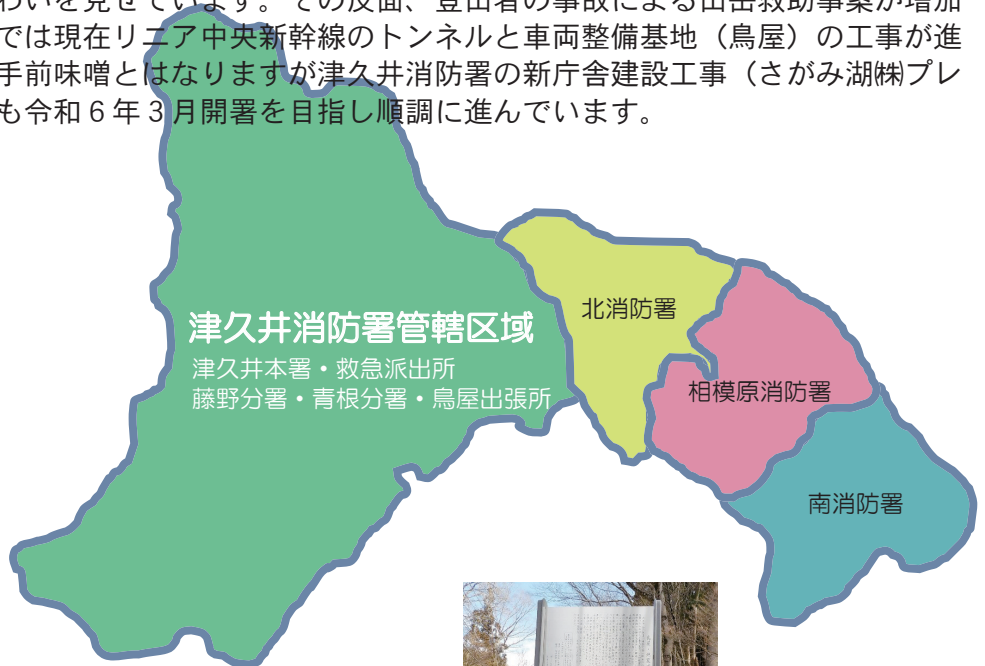 わいを見せています。その反面、登山者の事故による山岳救助事案が増加
では現在リニア中央新幹線のトンネルと車両整備基地（鳥屋）の工事が進
手前味噌とはなりますが津久井消防署の新庁舎建設工事（さがみ湖㈱プレ
も令和６年３月開署を目指し順調に進んでいます。
津久井消防署管轄区域
津久井本署・救急派出所
藤野分署・青根分署・鳥屋出張所
北消防署
相模原消防署
南消防署